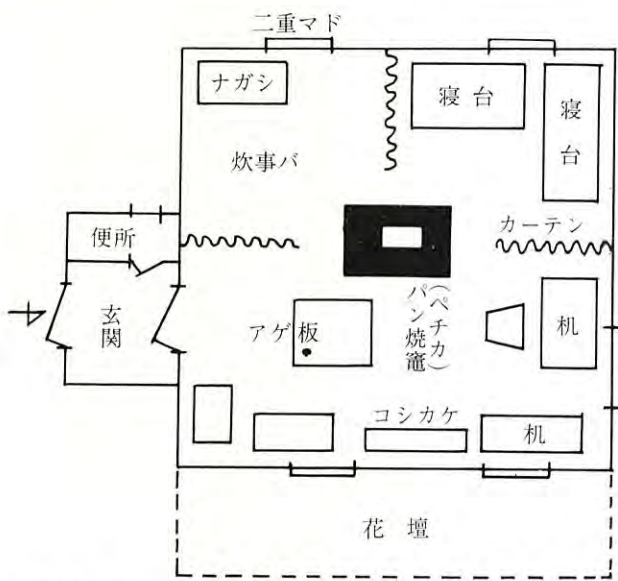 二重マド
ナガシ
寝台
寝台
炊事バ
カーテン
便所
玄関
アゲ板
(ペチカ)
パン焼竈
机
コシカケ
机
花壇